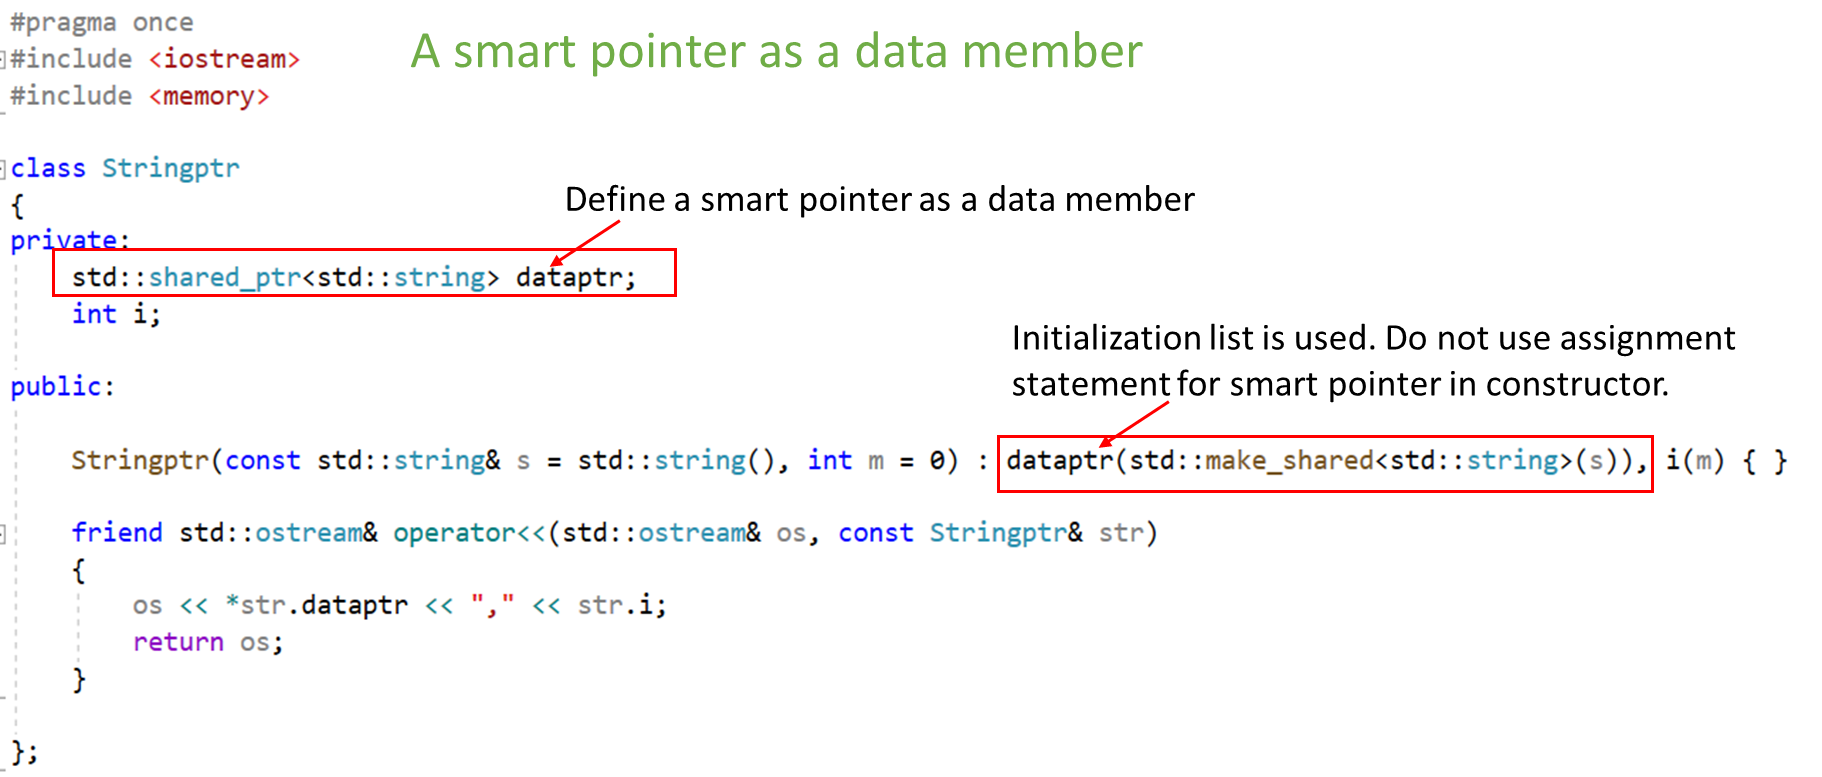 #pragma once
A smart pointer as a data member
#include <iostream>
#include <memory>
class Stringptr
Define a smart pointer as a data member
{
private:
std::shared_ptr<std::string> dataptr;
int i;
Initialization list is used. Do not use assignment
statement for smart pointer in constructor.
public:
Stringptr(const std::string& s = std::string(), int m = 0) : dataptr(std::make_shared<std::string>(s)), i(m) { }
friend std::ostream& operator<<(std::ostream& os, const Stringptr& str)
{
os << *str.dataptr << "," << str.i;
return os;
}
};